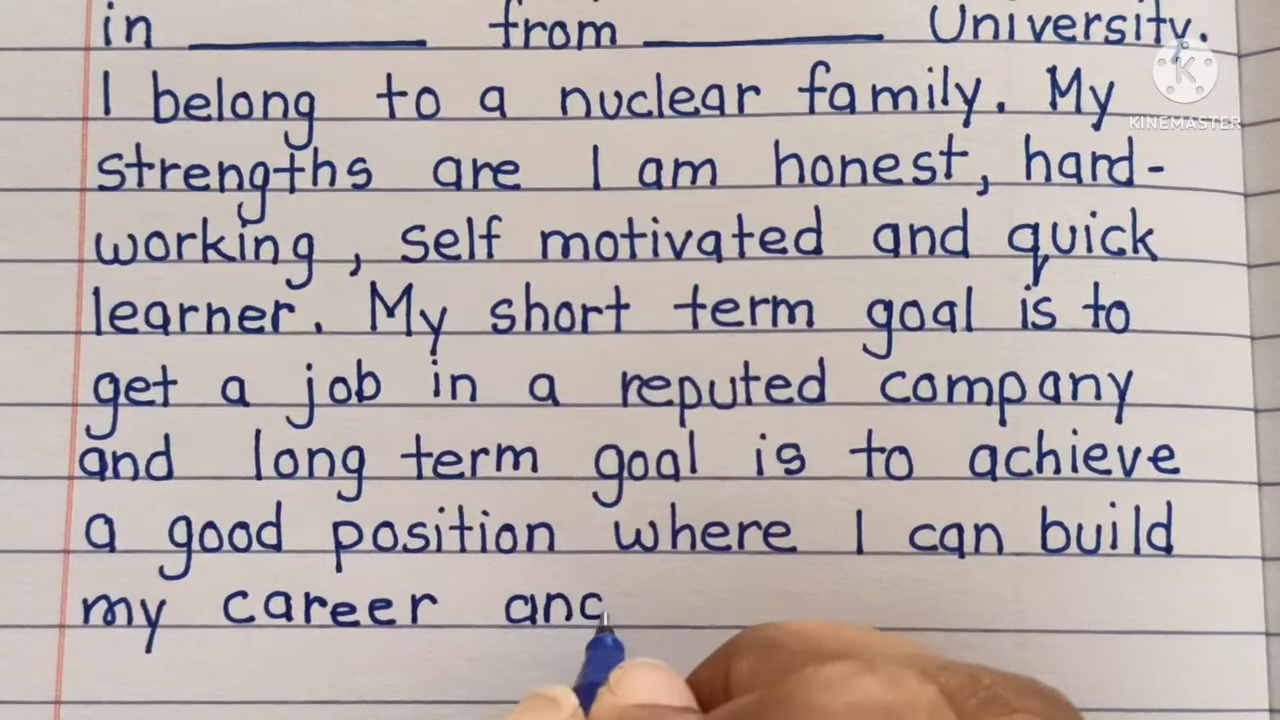 in ________ from ________ University.
I belong to a nuclear family. My
strengths are I am honest, hard-
working, self motivated and quick
learner. My short term goal is to
get a job in a reputed company
and long term goal is to achieve
a good position where I can build
my career anc
K
KINEMASTER